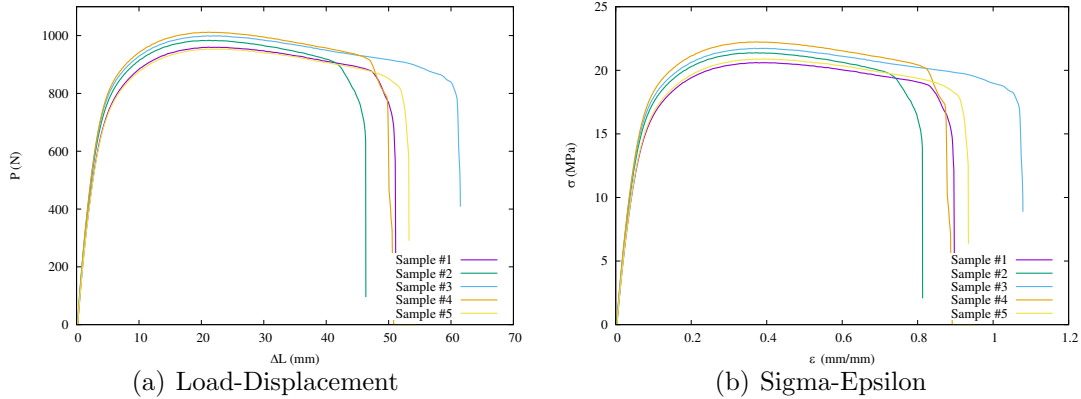 P (N)
1000
800
600
400
200
0
Sample #1
Sample #2
Sample #3
Sample #4
Sample #5
0 10 20 30 40 50 60 70
ΔL (mm)
(a) Load-Displacement
σ (MPa)
25
20
15
10
5
0
Sample #1
Sample #2
Sample #3
Sample #4
Sample #5
0 0.2 0.4 0.6 0.8 1 1.2
ε (mm/mm)
(b) Sigma-Epsilon